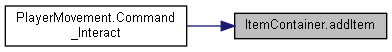 PlayerMovement.Command
_Interact
ItemContainer.addItem